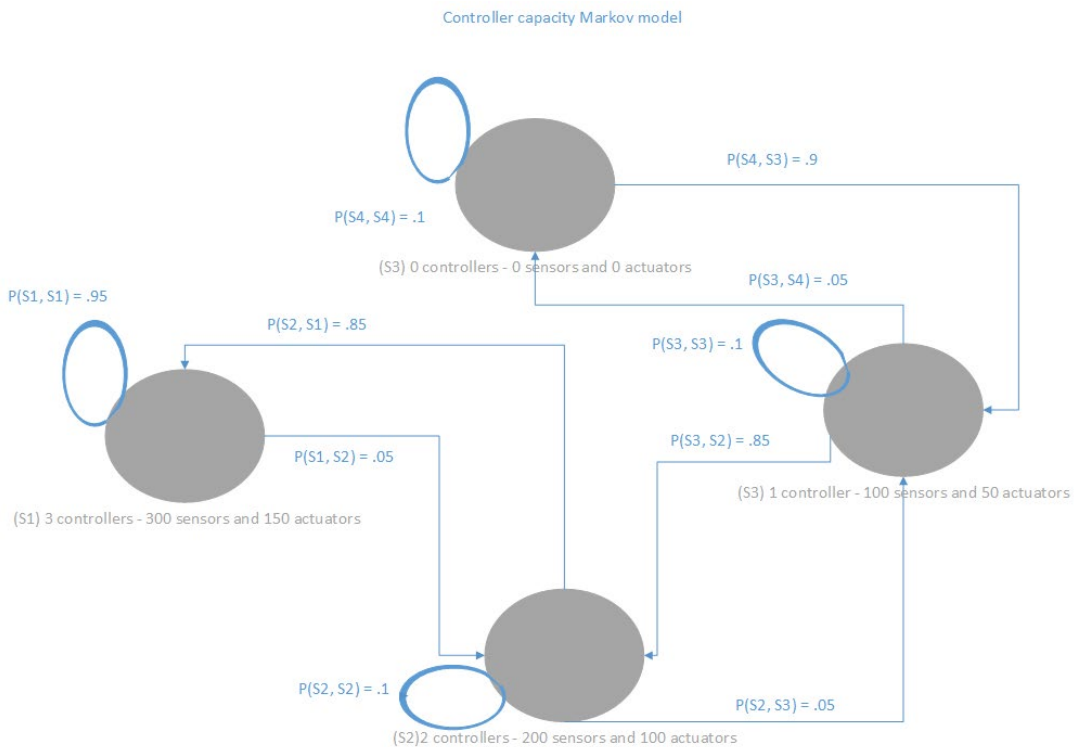 Controller capacity Markov model
P(S4, S3) = .9
P(S4, S4) = .1
(S3) 0 controllers - 0 sensors and 0 actuators
P(S3, S4) = .05
P(S1, S1) = .95
P(S2, S1) = .85
P(S3, S3) = .1
P(S3, S2) = .85
P(S1, S2) = .05
(S3) 1 controller - 100 sensors and 50 actuators
(S1) 3 controllers - 300 sensors and 150 actuators
P(S2, S2) = .1
P(S2, S3) = .05
(S2)2 controllers - 200 sensors and 100 actuators